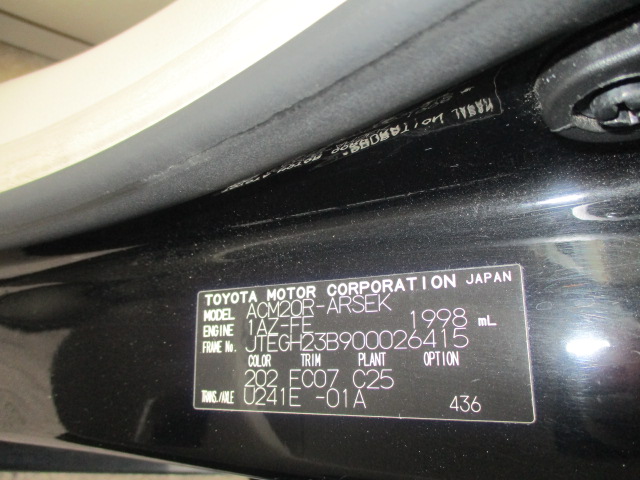 TOYOTA MOTOR CORPORATION JAPAN
MODEL ACM20R-ARSEK
ENGINE 1AZ-FE 1998 mL
FRAME No. JTEGH23B900026415
COLOR TRIM PLANT OPTION
202 FC07 C25
TRANS./AXLE U241E -01A 436